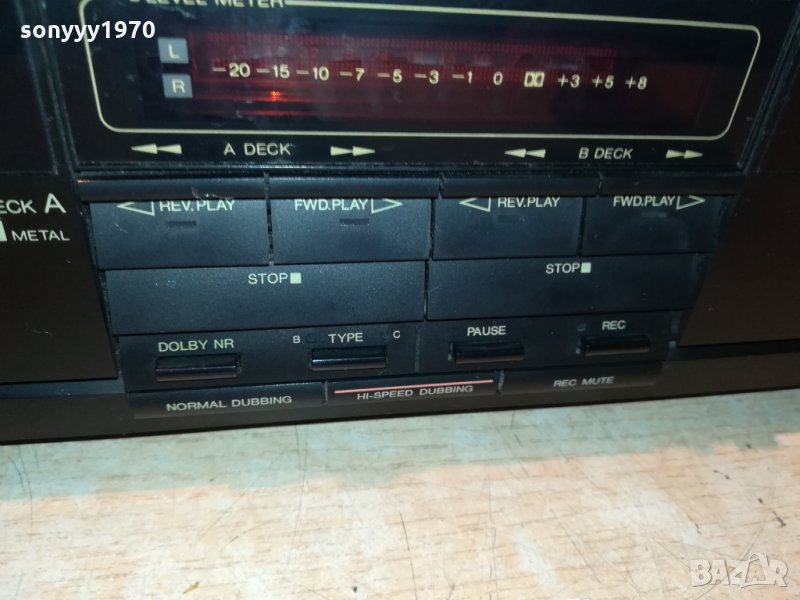 sonyyy1970
LEVEL METER
L
R
-20 -15 -10 -7 -5 -3 -1 0 +3 +5 +8
A DECK
B DECK
ECK A
METAL
REV.PLAY
FWD.PLAY
REV.PLAY
FWD.PLAY
STOP
STOP
DOLBY NR
B TYPE C
PAUSE
REC
NORMAL DUBBING
HI-SPEED DUBBING
REC MUTE
BAZAR